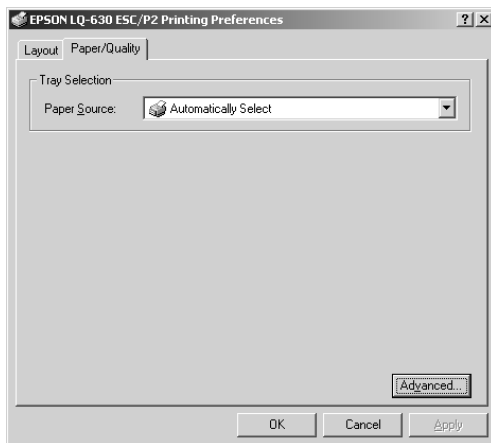 EPSON LQ-630 ESC/P2 Printing Preferences
Layout Paper/Quality
Tray Selection
Paper Source: Automatically Select
Advanced...
OK Cancel Apply